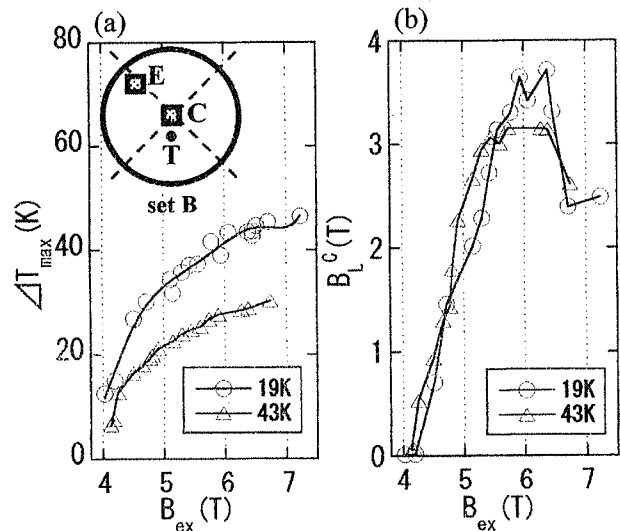 (a)
80
60
40
20
0
ΔT_max (K)
E
C
T
set B
19K
43K
4 5 6 7
B_ex (T)
(b)
4
3
2
1
0
B_L^C (T)
19K
43K
4 5 6 7
B_ex (T)